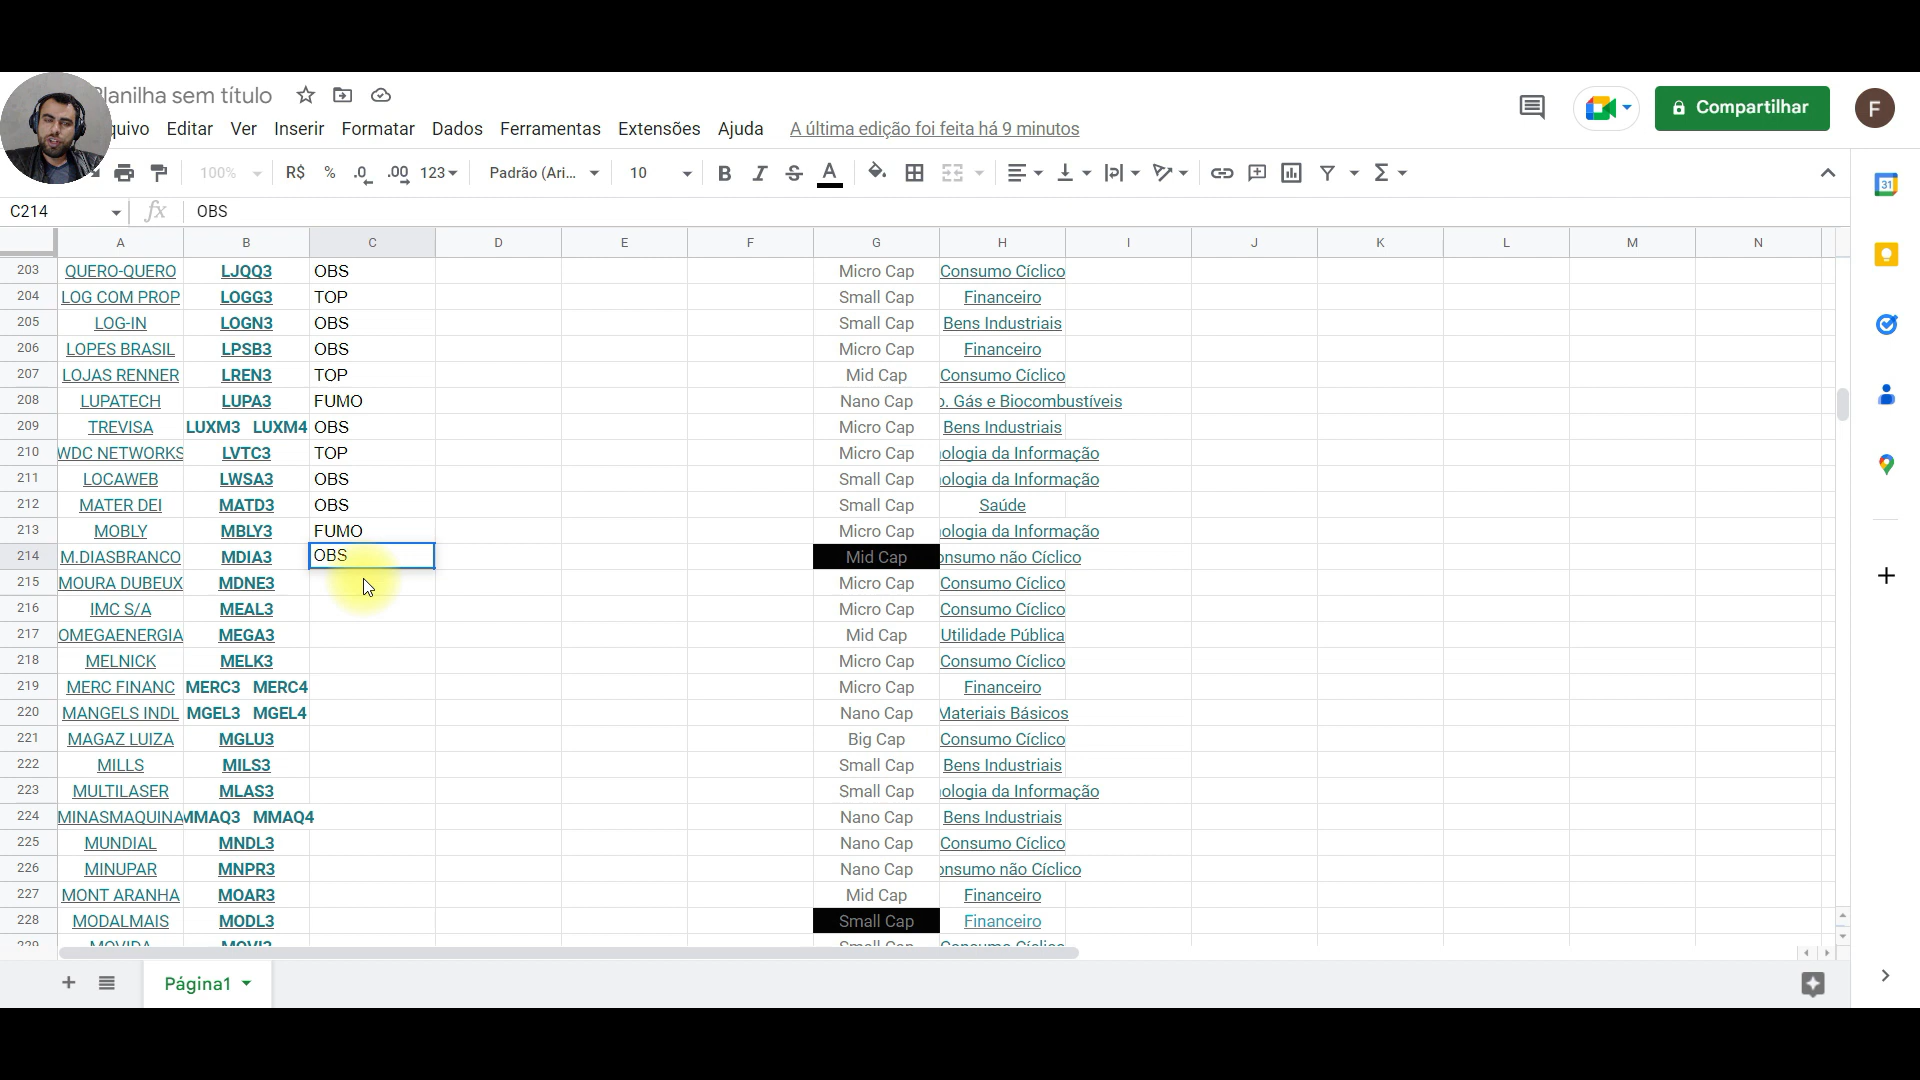 Planilha sem título
quivo Editar Ver Inserir Formatar Dados Ferramentas Extensões Ajuda A última edição foi feita há 9 minutos
Compartilhar
F
100% R$ % .0 .00 123 Padrão (Ari... 10 B I S A Σ
31
C214 fx OBS
A B C D E F G H I J K L M N
203 QUERO-QUERO LJQQ3 OBS Micro Cap Consumo Cíclico
204 LOG COM PROP LOGG3 TOP Small Cap Financeiro
205 LOG-IN LOGN3 OBS Small Cap Bens Industriais
206 LOPES BRASIL LPSB3 OBS Micro Cap Financeiro
207 LOJAS RENNER LREN3 TOP Mid Cap Consumo Cíclico
208 LUPATECH LUPA3 FUMO Nano Cap o. Gás e Biocombustíveis
209 TREVISA LUXM3 LUXM4 OBS Micro Cap Bens Industriais
210 WDC NETWORKS LVTC3 TOP Micro Cap ologia da Informação
211 LOCAWEB LWSA3 OBS Small Cap ologia da Informação
212 MATER DEI MATD3 OBS Small Cap Saúde
213 MOBLY MBLY3 FUMO Micro Cap ologia da Informação
214 M.DIASBRANCO MDIA3 OBS Mid Cap onsumo não Cíclico
215 MOURA DUBEUX MDNE3 Micro Cap Consumo Cíclico
216 IMC S/A MEAL3 Micro Cap Consumo Cíclico
217 OMEGAENERGIA MEGA3 Mid Cap Utilidade Pública
218 MELNICK MELK3 Micro Cap Consumo Cíclico
219 MERC FINANC MERC3 MERC4 Micro Cap Financeiro
220 MANGELS INDL MGEL3 MGEL4 Nano Cap Materiais Básicos
221 MAGAZ LUIZA MGLU3 Big Cap Consumo Cíclico
222 MILLS MILS3 Small Cap Bens Industriais
223 MULTILASER MLAS3 Small Cap ologia da Informação
224 MINASMAQUINA MMAQ3 MMAQ4 Nano Cap Bens Industriais
225 MUNDIAL MNDL3 Nano Cap Consumo Cíclico
226 MINUPAR MNPR3 Nano Cap onsumo não Cíclico
227 MONT ARANHA MOAR3 Mid Cap Financeiro
228 MODALMAIS MODL3 Small Cap Financeiro
229 MOVIDA MOVI3 Small Cap Consumo Cíclico
Página1